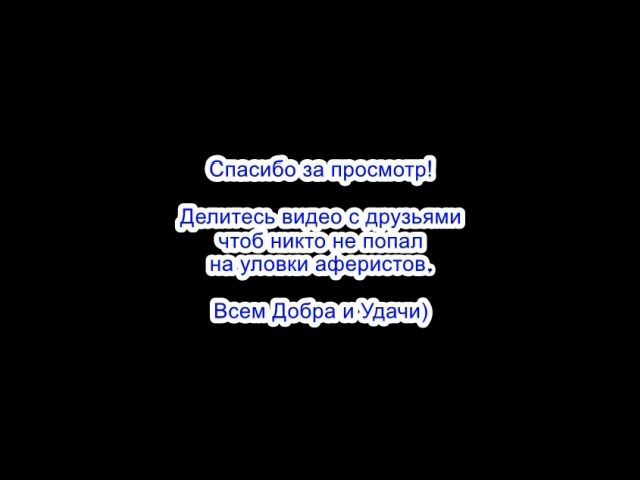 Спасибо за просмотр!
Делитесь видео с друзьями
чтоб никто не попал
на уловки аферистов.
Всем Добра и Удачи)